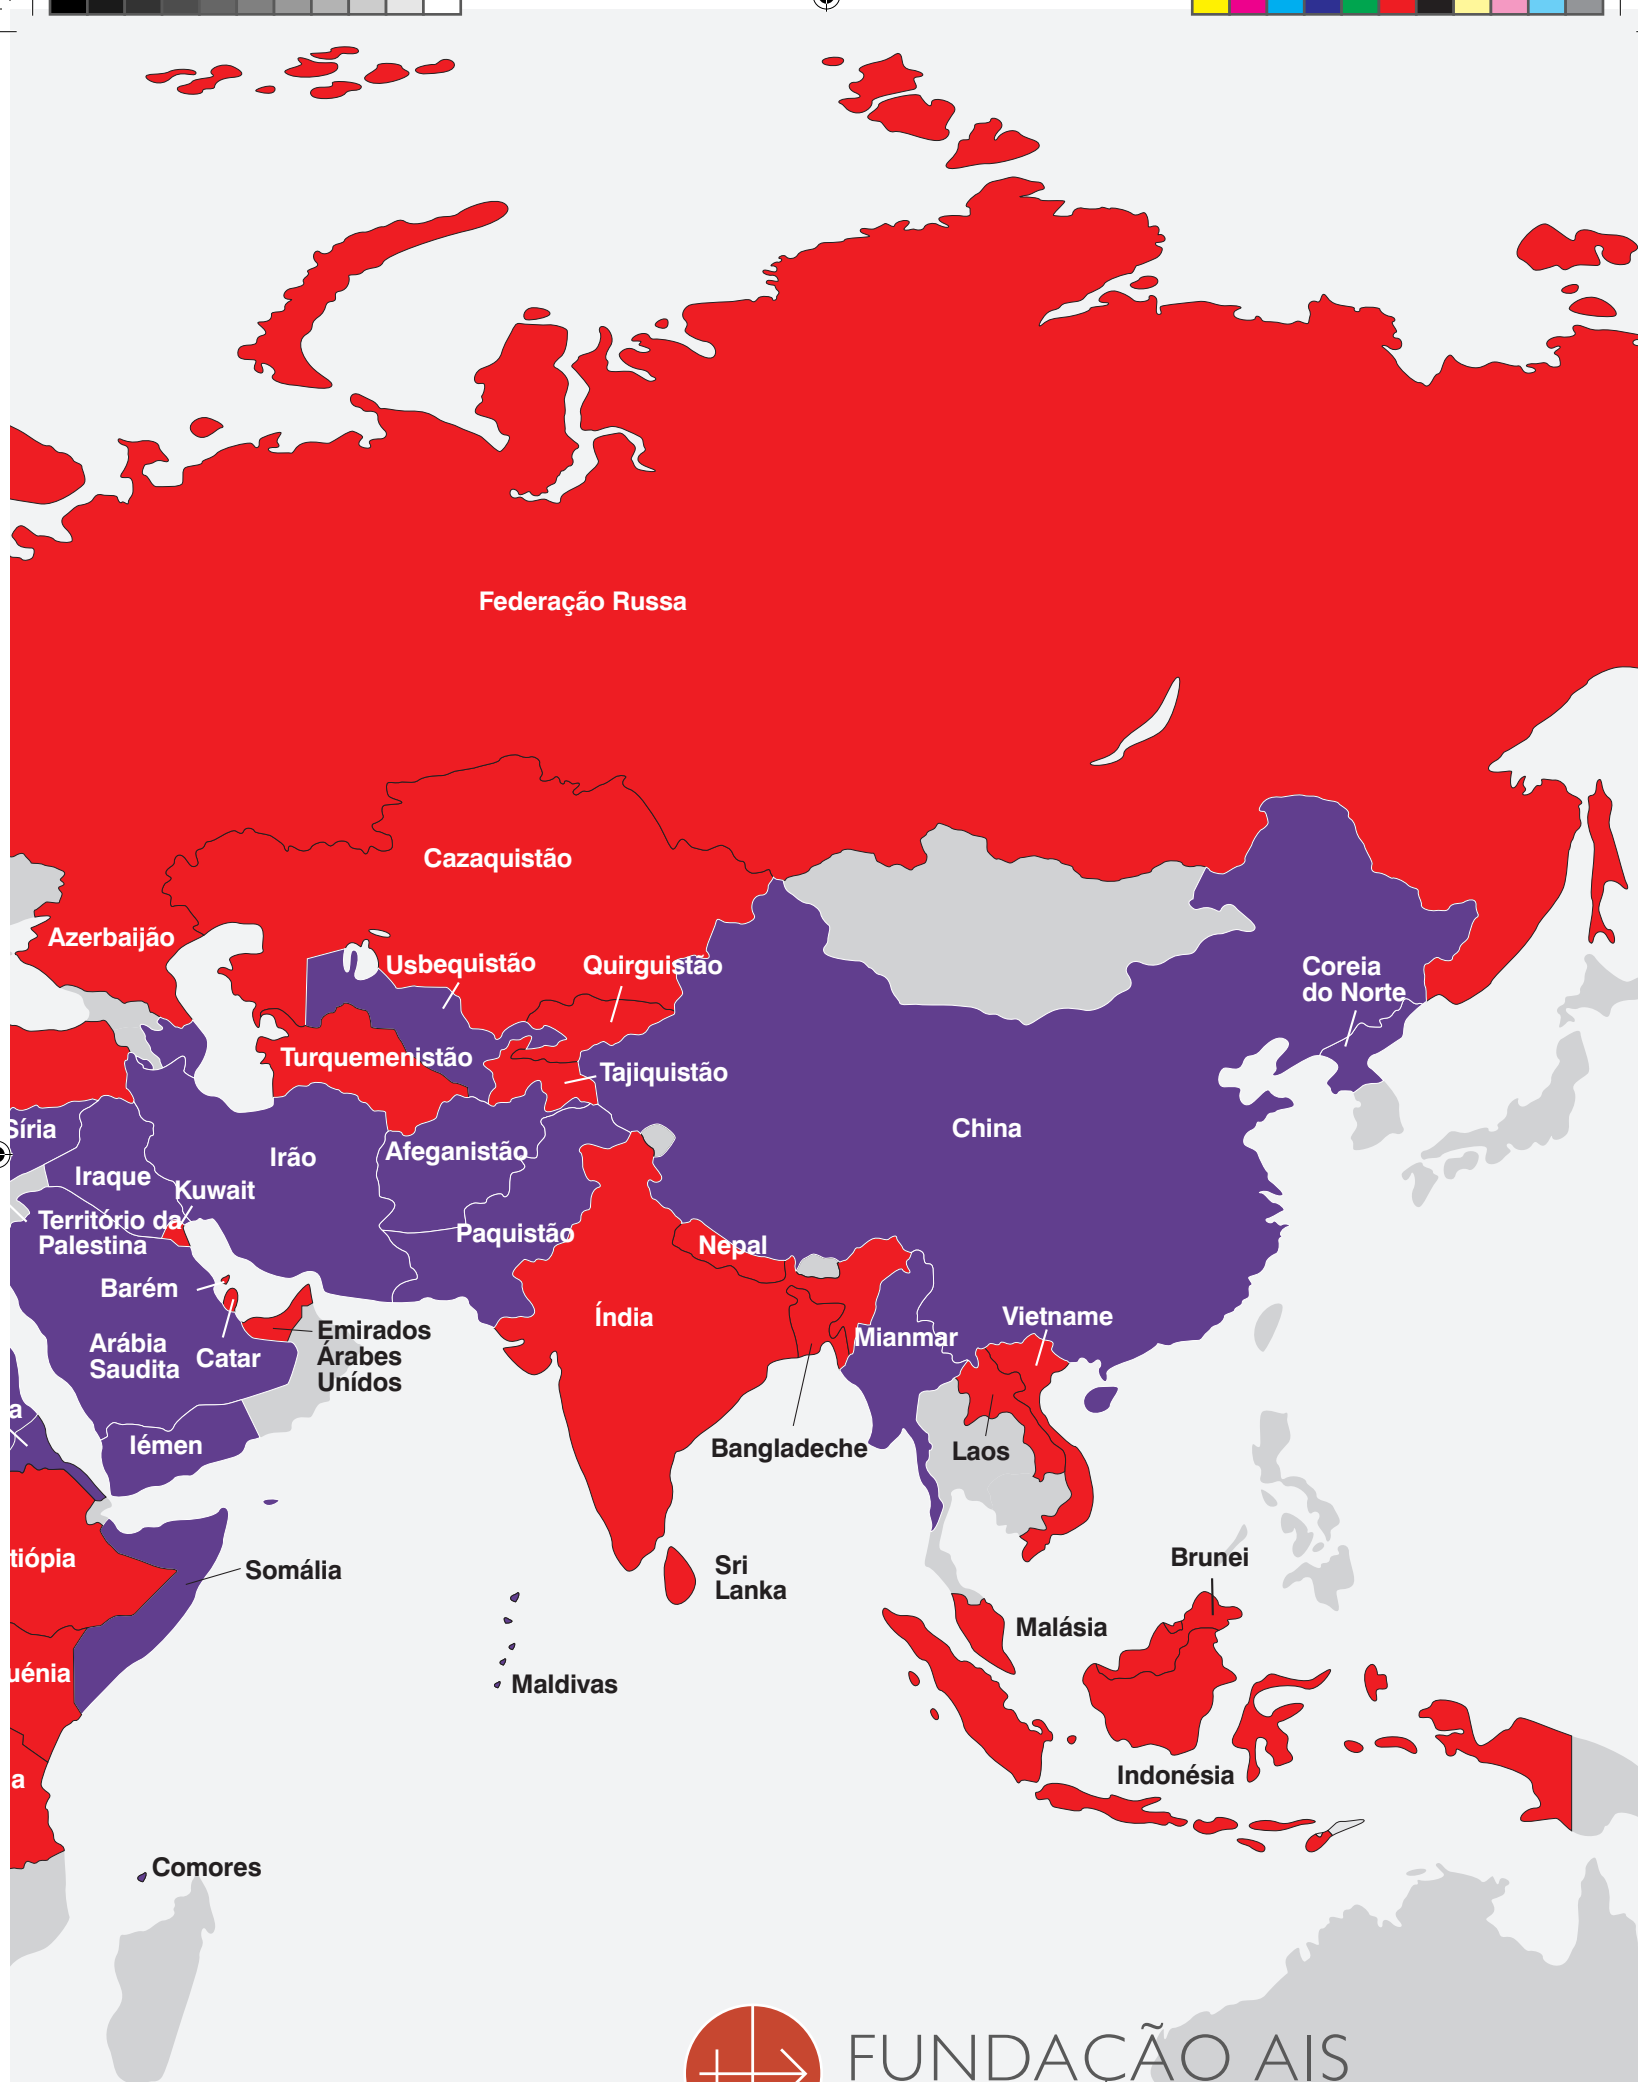 Federação Russa
Cazaquistão
Azerbaijão
Usbequistão
Quirguistão
Coreia
do Norte
Turquemenistão
Tajiquistão
China
Síria
Irão
Afeganistão
Iraque
Kuwait
Território da
Palestina
Paquistão
Nepal
Barém
Índia
Vietname
Emirados
Árabes
Unídos
Mianmar
Arábia
Saudita
Catar
a
Iémen
Bangladeche
Laos
tiópia
Somália
Sri
Lanka
Brunei
Malásia
uénia
Maldivas
Indonésia
a
Comores
FUNDAÇÃO AIS